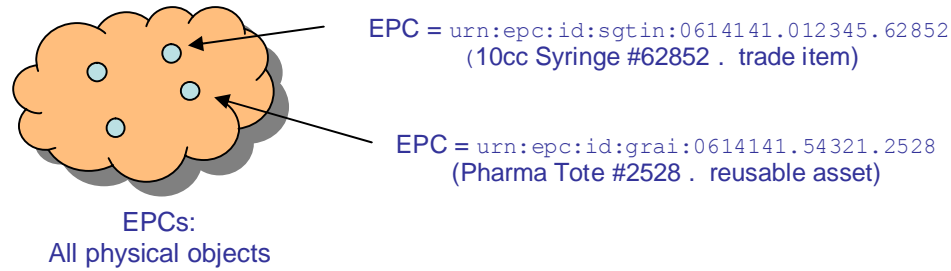 EPC = urn:epc:id:sgtin:0614141.012345.62852
(10cc Syringe #62852 . trade item)
EPC = urn:epc:id:grai:0614141.54321.2528
(Pharma Tote #2528 . reusable asset)
EPCs:
All physical objects